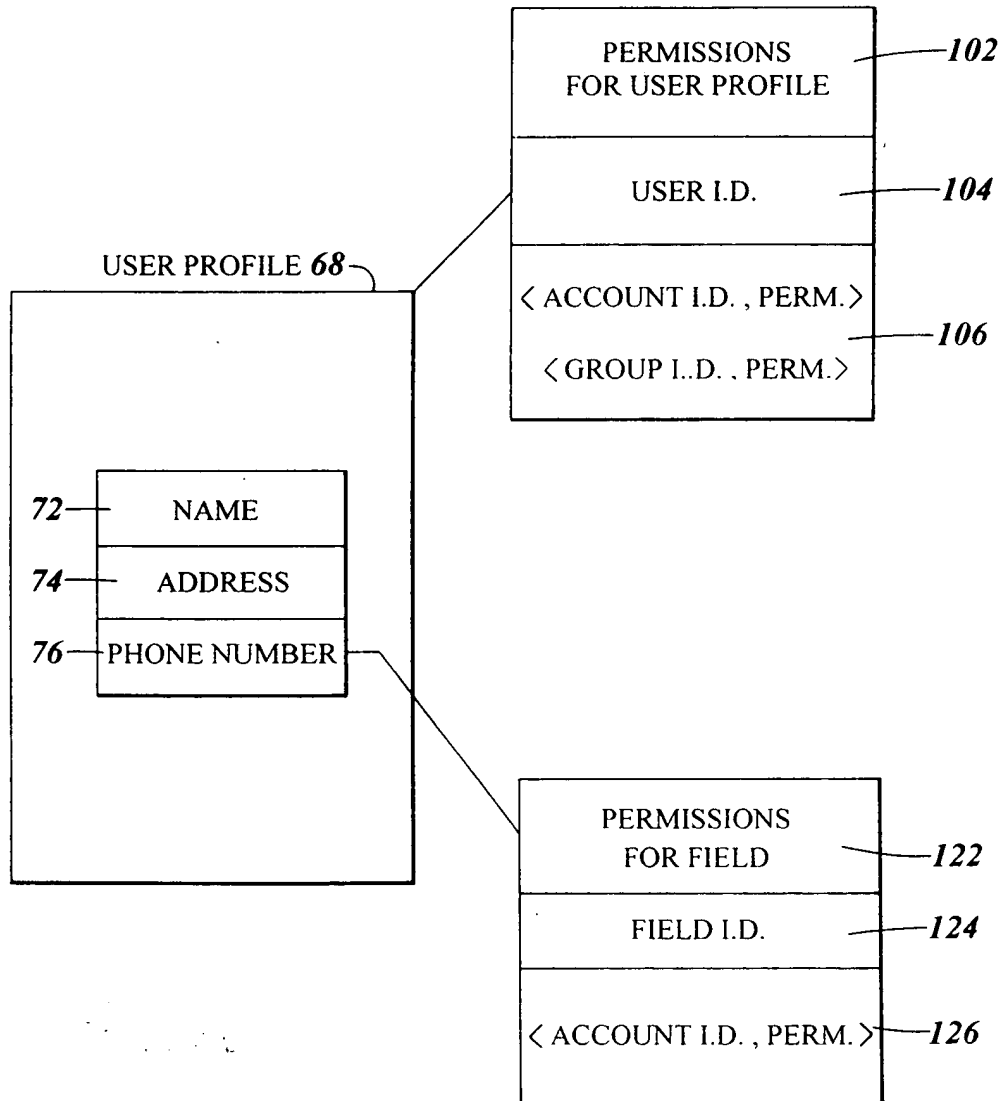 PERMISSIONS
FOR USER PROFILE
102
USER I.D.
104
USER PROFILE 68
< ACCOUNT I.D. , PERM. >
106
< GROUP I..D. , PERM. >
72
NAME
74
ADDRESS
76
PHONE NUMBER
PERMISSIONS
FOR FIELD
122
FIELD I.D.
124
< ACCOUNT I.D. , PERM. >
126